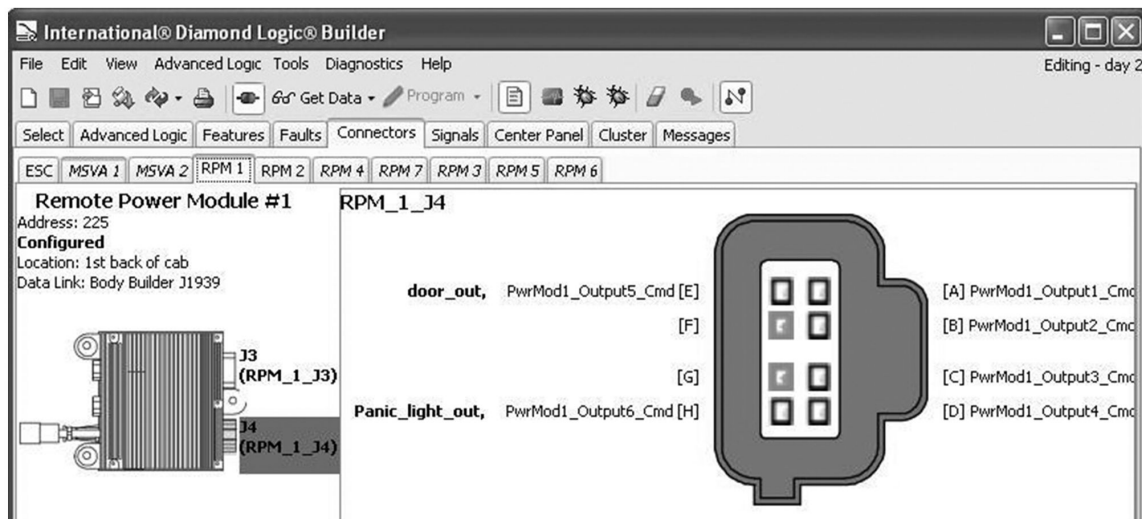 International® Diamond Logic® Builder
File Edit View Advanced Logic Tools Diagnostics Help
Editing - day 2
Get Data Program
Select Advanced Logic Features Faults Connectors Signals Center Panel Cluster Messages
ESC MSVA 1 MSVA 2 RPM 1 RPM 2 RPM 4 RPM 7 RPM 3 RPM 5 RPM 6
Remote Power Module #1
Address: 225
Configured
Location: 1st back of cab
Data Link: Body Builder J1939
J3
(RPM_1_J3)
J4
(RPM_1_J4)
RPM_1_J4
door_out, PwrMod1_Output5_Cmd [E]
[A] PwrMod1_Output1_Cmd
[F]
[B] PwrMod1_Output2_Cmd
[G]
[C] PwrMod1_Output3_Cmd
Panic_light_out, PwrMod1_Output6_Cmd [H]
[D] PwrMod1_Output4_Cmd